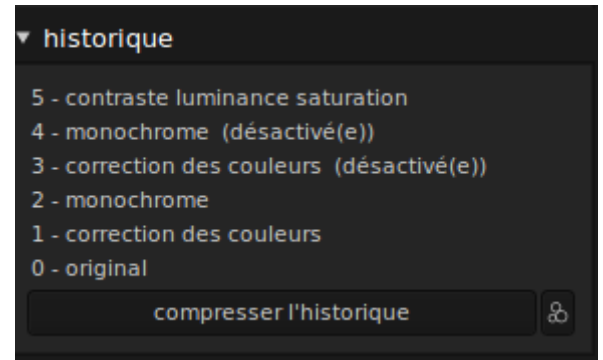 historique
5 - contraste luminance saturation
4 - monochrome (désactivé(e))
3 - correction des couleurs (désactivé(e))
2 - monochrome
1 - correction des couleurs
0 - original
compresser l'historique